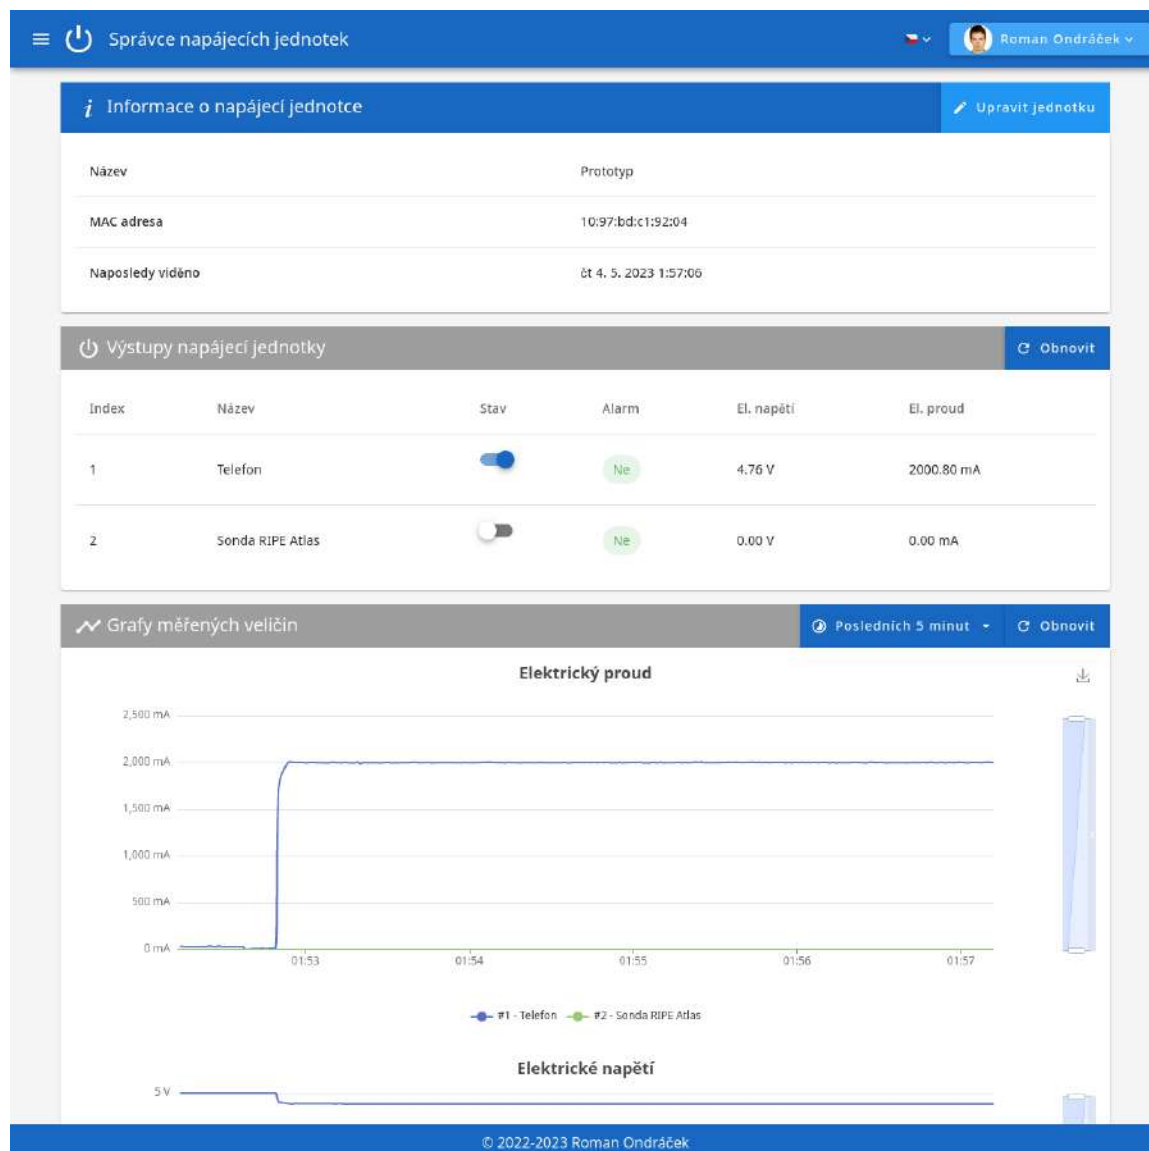 Správce napájecích jednotek
Roman Ondráček
Informace o napájecí jednotce
Upravit jednotku
Název Prototyp
MAC adresa 10:97:bd:c1:92:04
Naposledy viděno čt 4. 5. 2023 1:57:06
Výstupy napájecí jednotky
Obnovit
Index Název Stav Alarm El. napětí El. proud
1 Telefon Ne 4.76 V 2000.80 mA
2 Sonda RIPE Atlas Ne 0.00 V 0.00 mA
Grafy měřených veličin
Posledních 5 minut
Obnovit
Elektrický proud
2,500 mA
2,000 mA
1,500 mA
1,000 mA
500 mA
0 mA
01:53 01:54 01:55 01:56 01:57
#1 - Telefon #2 - Sonda RIPE Atlas
Elektrické napětí
5 V
© 2022-2023 Roman Ondráček